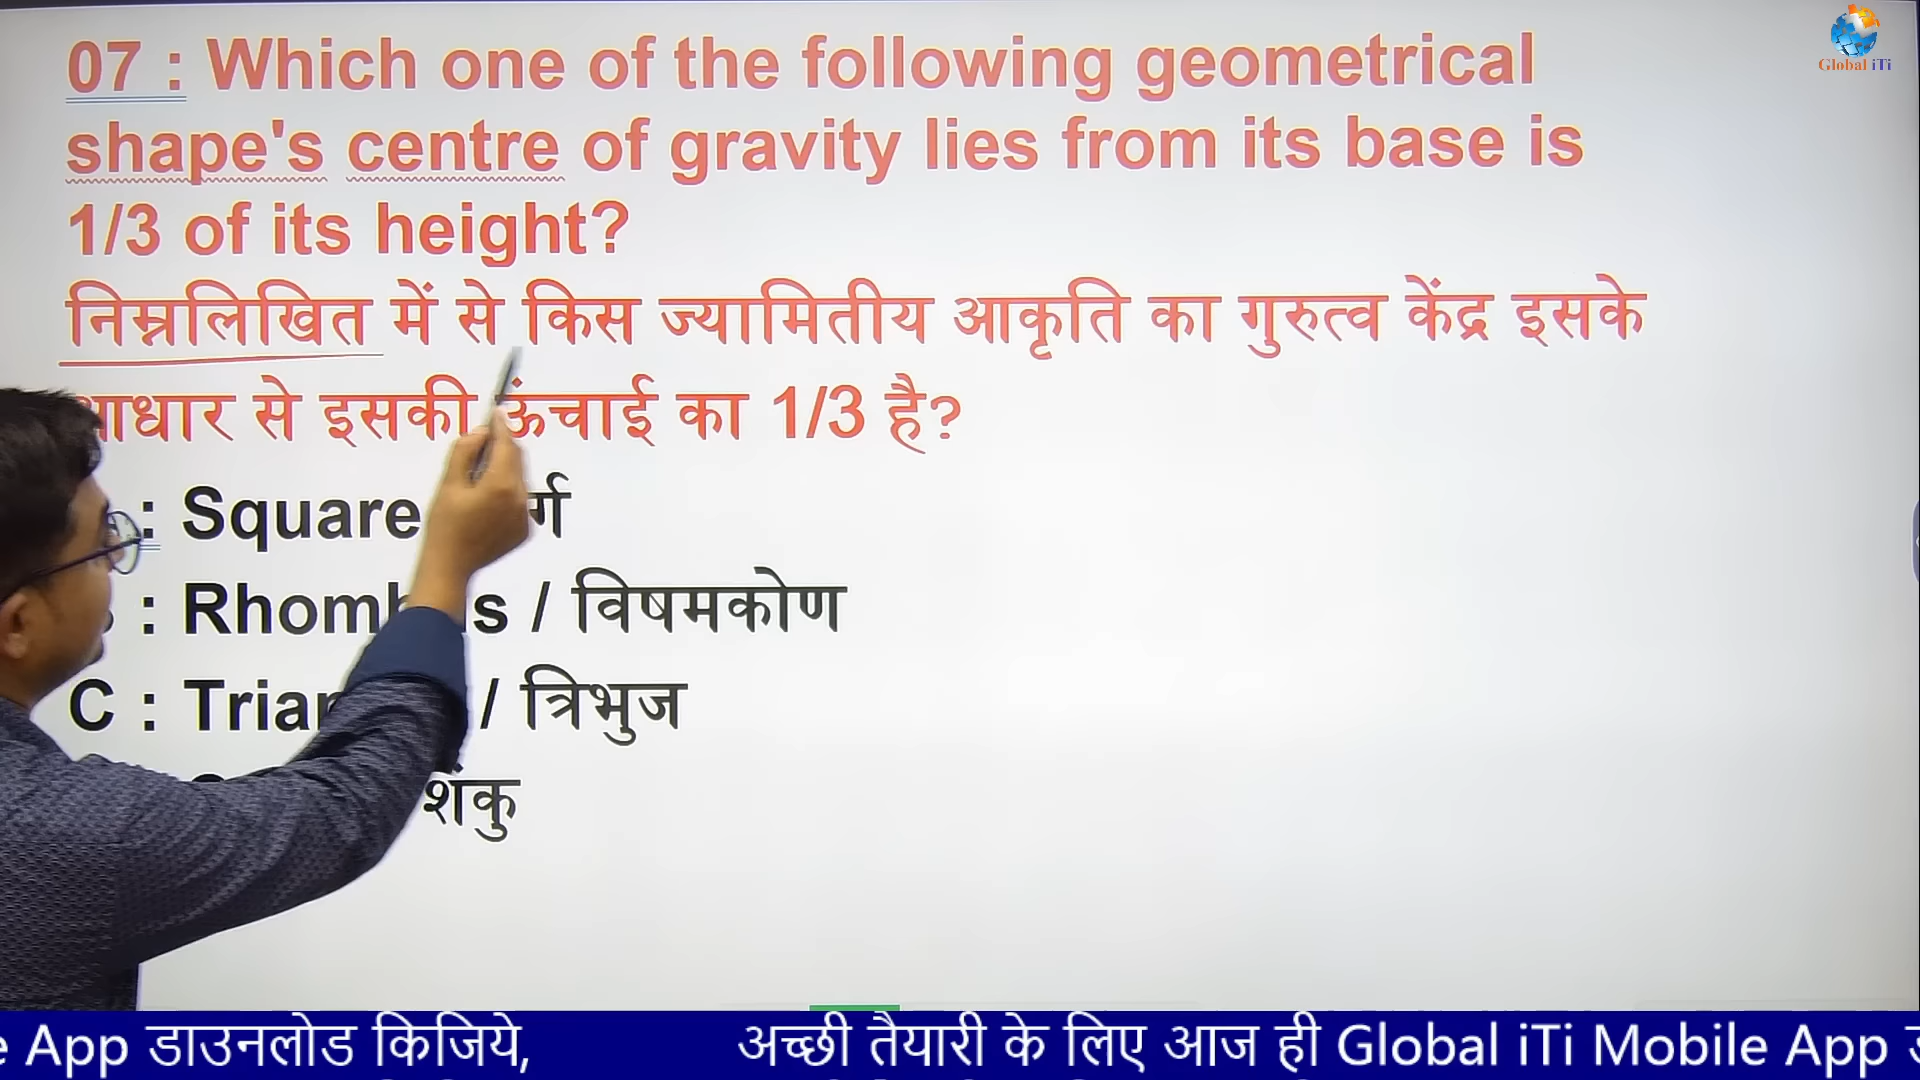 Global iTi
07 : Which one of the following geometrical
shape's centre of gravity lies from its base is
1/3 of its height?
निम्नलिखित में से किस ज्यामितीय आकृति का गुरुत्व केंद्र इसके
आधार से इसकी ऊंचाई का 1/3 है?
: Square
: / विषमकोण
C : / त्रिभुज
शंकु
App डाउनलोड किजिये, अच्छी तैयारी के लिए आज ही Global iTi Mobile App